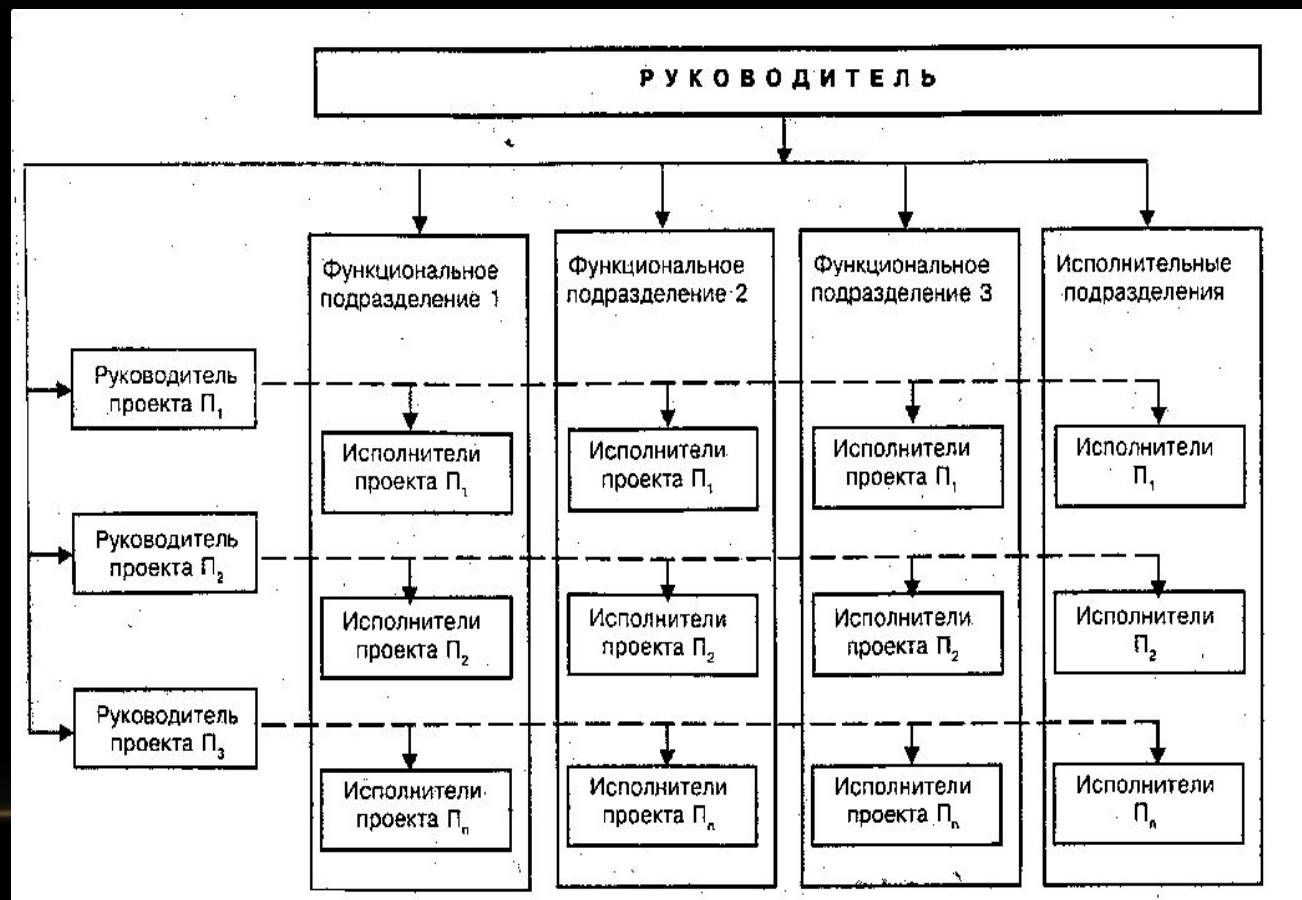 РУКОВОДИТЕЛЬ
Функциональное
подразделение 1
Функциональное
подразделение 2
Функциональное
подразделение 3
Исполнительные
подразделения
Руководитель
проекта П₁
Исполнители
проекта П₁
Исполнители
проекта П₁
Исполнители
проекта П₁
Исполнители
П₁
Руководитель
проекта П₂
Исполнители
проекта П₂
Исполнители
проекта П₂
Исполнители
проекта П₂
Исполнители
П₂
Руководитель
проекта П₃
Исполнители
проекта Пₙ
Исполнители
проекта Пₙ
Исполнители
проекта Пₙ
Исполнители
Пₙ